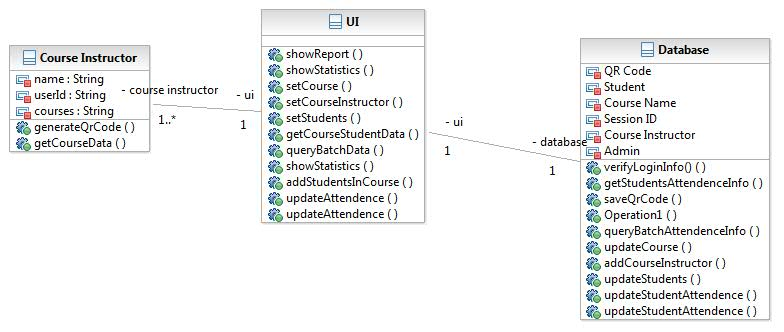 Course Instructor
name : String
userId : String
courses : String
generateQrCode ( )
getCourseData ( )
- course instructor
1..*
- ui
1
UI
showReport ( )
showStatistics ( )
setCourse ( )
setCourseInstructor ( )
setStudents ( )
getCourseStudentData ( )
queryBatchData ( )
showStatistics ( )
addStudentsInCourse ( )
updateAttendence ( )
updateAttendence ( )
- ui
1
- database
1
Database
QR Code
Student
Course Name
Session ID
Course Instructor
Admin
verifyLoginInfo() ( )
getStudentsAttendenceInfo ( )
saveQrCode ( )
Operation1 ( )
queryBatchAttendenceInfo ( )
updateCourse ( )
addCourseInstructor ( )
updateStudents ( )
updateStudentAttendence ( )
updateStudentAttendence ( )